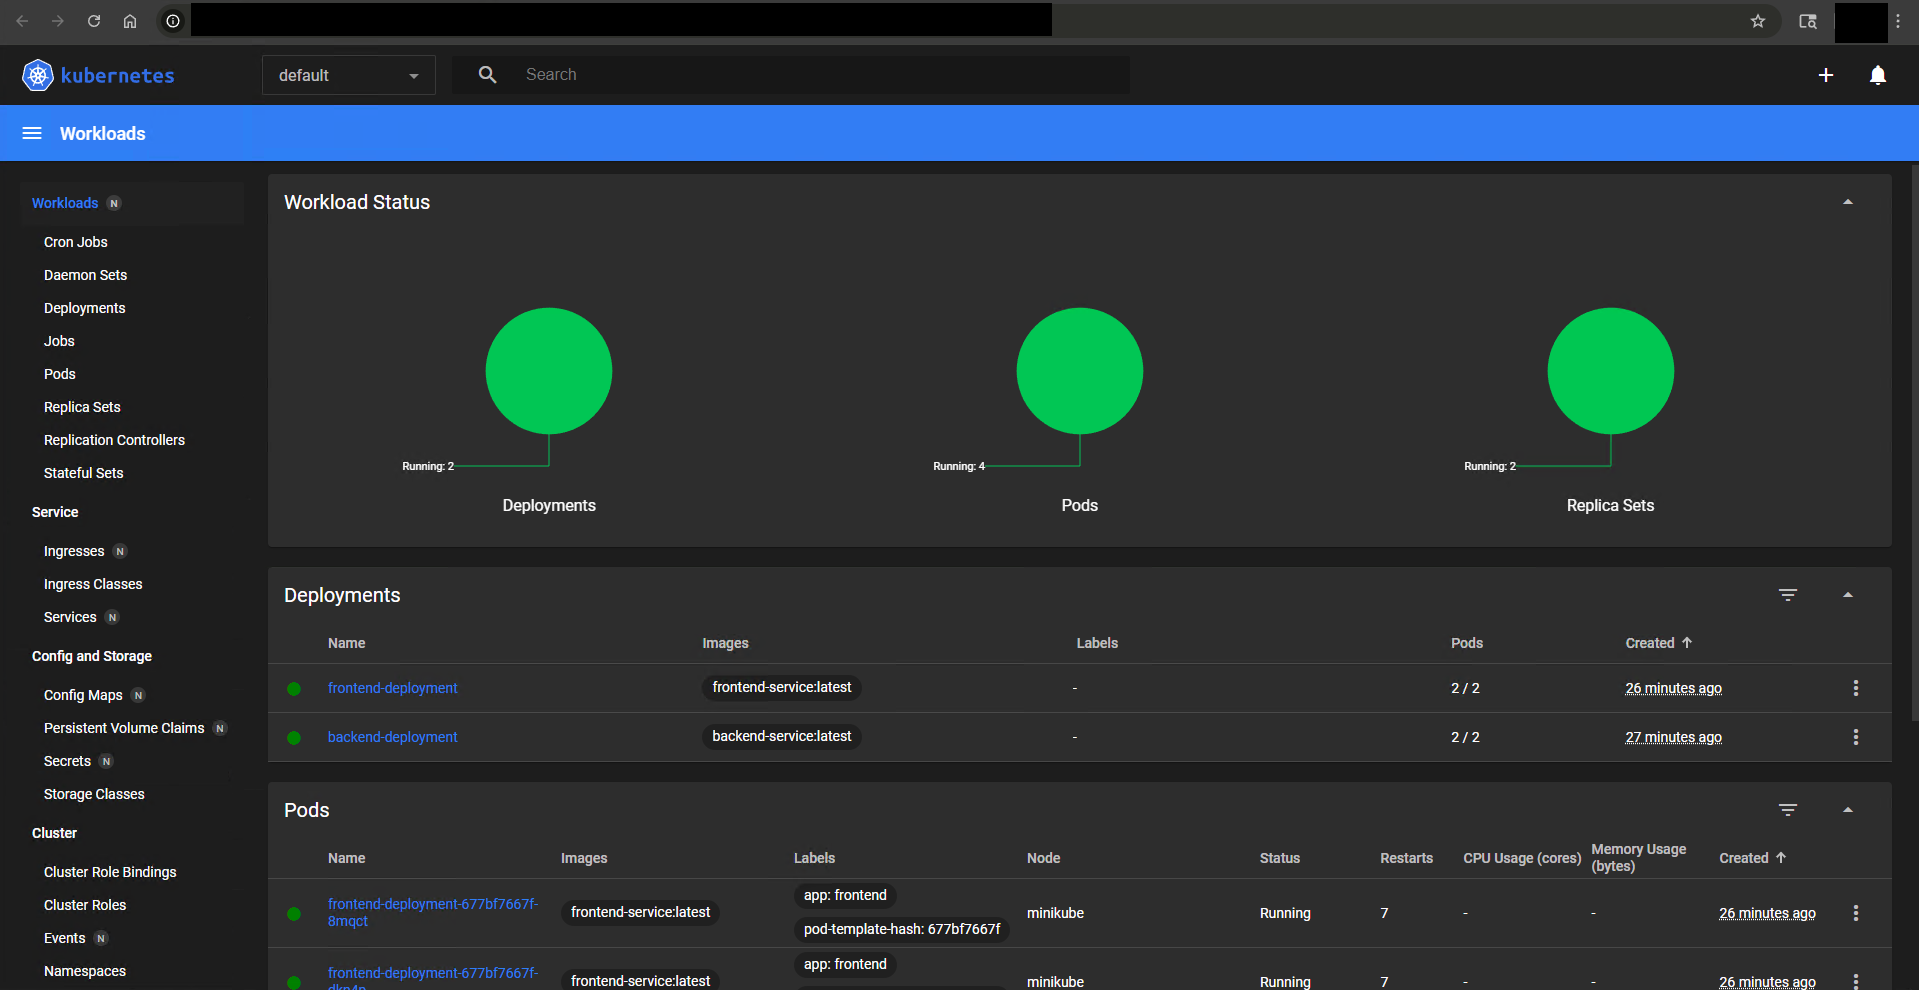 kubernetes
default
Search
Workloads
Workloads N
Cron Jobs
Daemon Sets
Deployments
Jobs
Pods
Replica Sets
Replication Controllers
Stateful Sets
Service
Ingresses N
Ingress Classes
Services N
Config and Storage
Config Maps N
Persistent Volume Claims N
Secrets N
Storage Classes
Cluster
Cluster Role Bindings
Cluster Roles
Events N
Namespaces
Workload Status
Running: 2
Deployments
Running: 4
Pods
Running: 2
Replica Sets
Deployments
Name Images Labels Pods Created
frontend-deployment frontend-service:latest - 2 / 2 26 minutes ago
backend-deployment backend-service:latest - 2 / 2 27 minutes ago
Pods
Name Images Labels Node Status Restarts CPU Usage (cores) Memory Usage (bytes) Created
frontend-deployment-677bf7667f-
8mqct
frontend-service:latest
app: frontend
pod-template-hash: 677bf7667f
minikube Running 7 - - 26 minutes ago
frontend-deployment-677bf7667f-
frontend-service:latest
app: frontend
minikube Running 7 - - 26 minutes ago